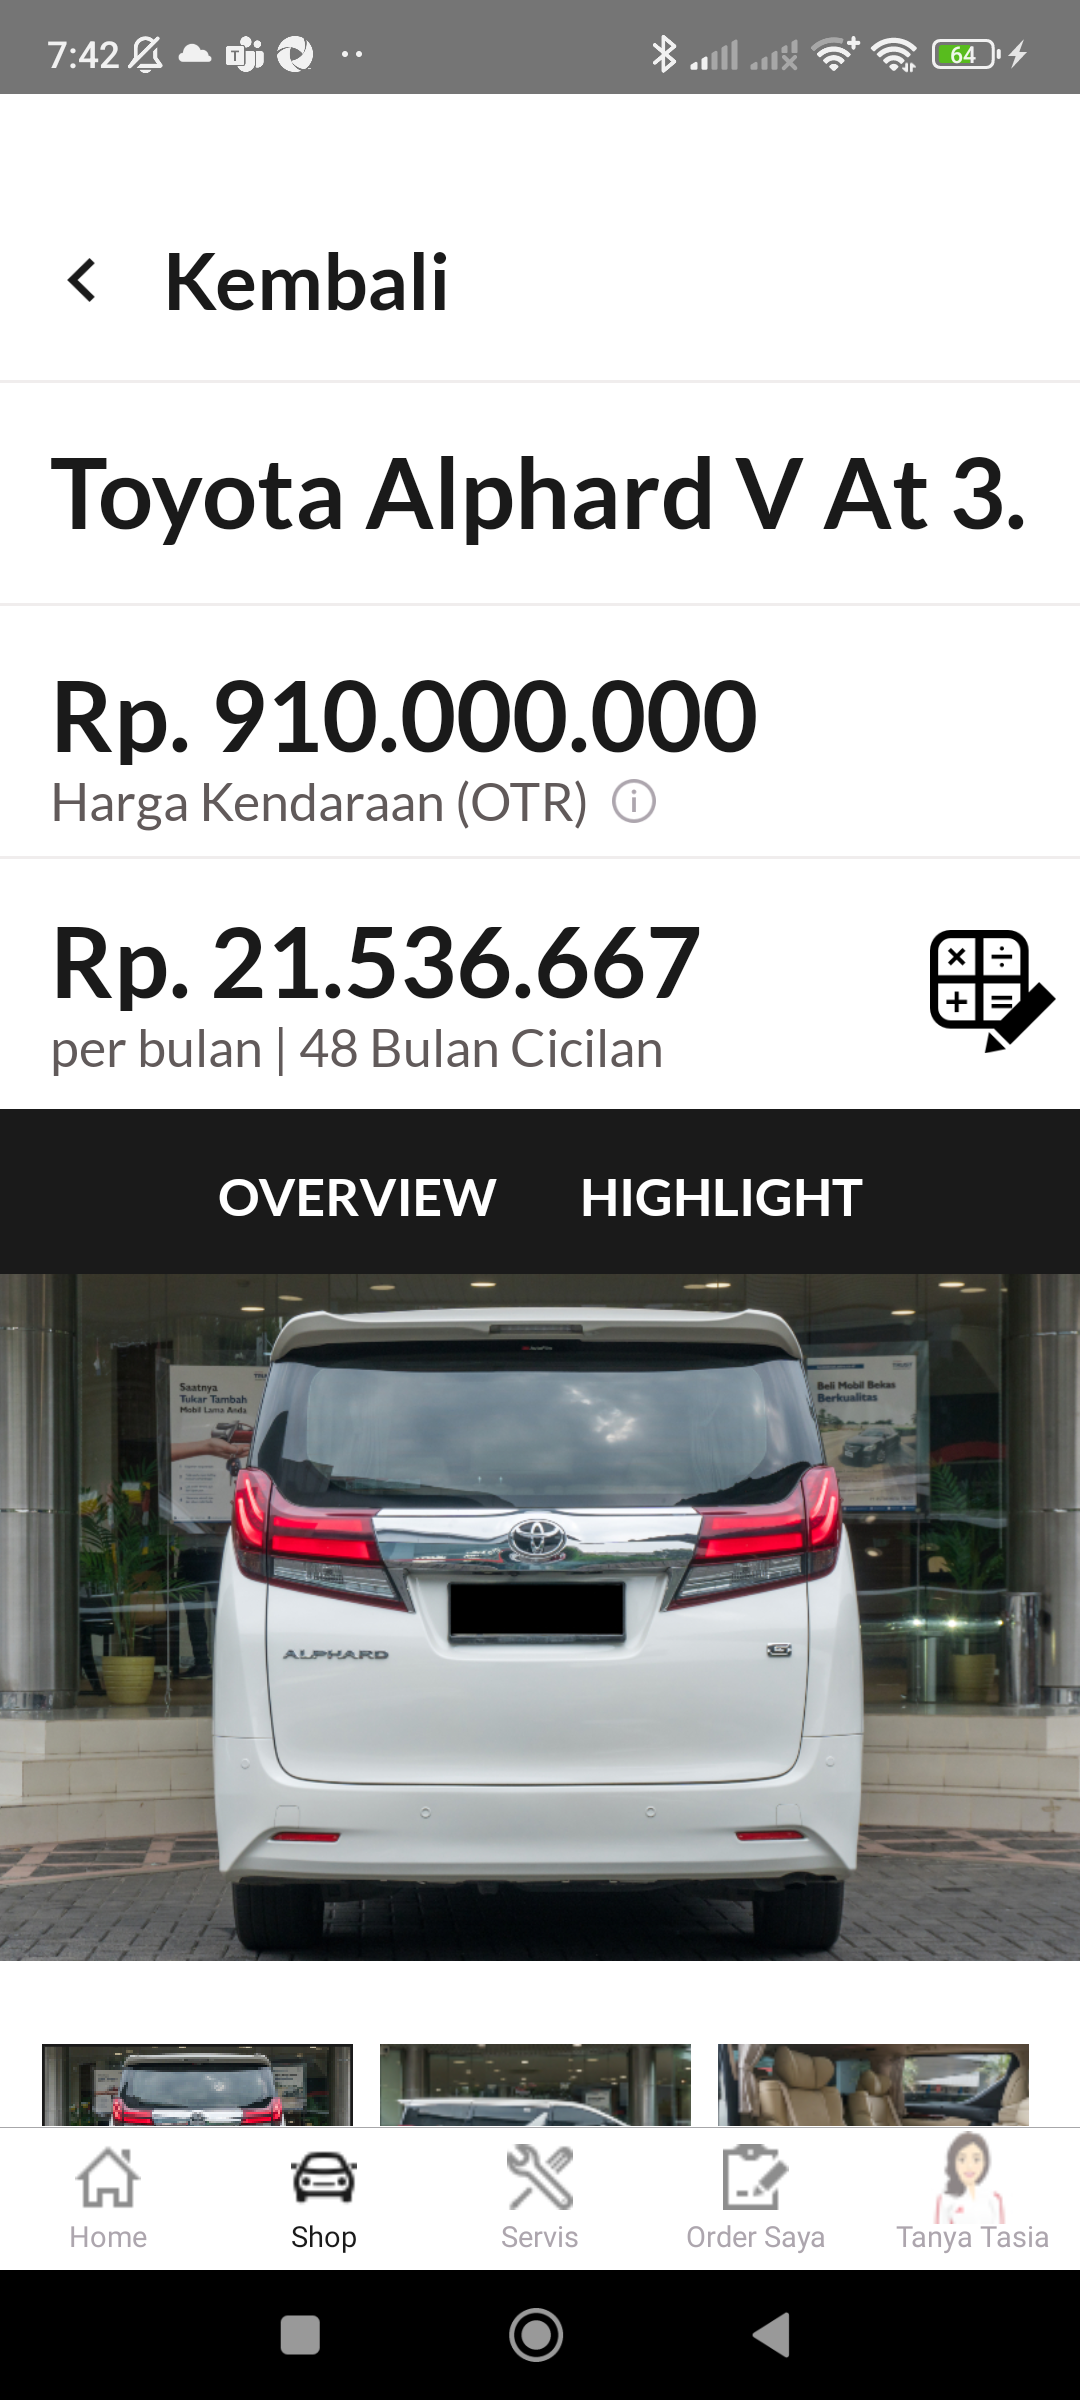 7:42
64
Kembali
Toyota Alphard V At 3.
Rp. 910.000.000
Harga Kendaraan (OTR)
Rp. 21.536.667
per bulan | 48 Bulan Cicilan
OVERVIEW HIGHLIGHT
Saatnya
Tukar Tambah
Mobil Lama Anda
Beli Mobil Bekas
Berkualitas
ALPHARD
Home
Shop
Servis
Order Saya
Tanya Tasia